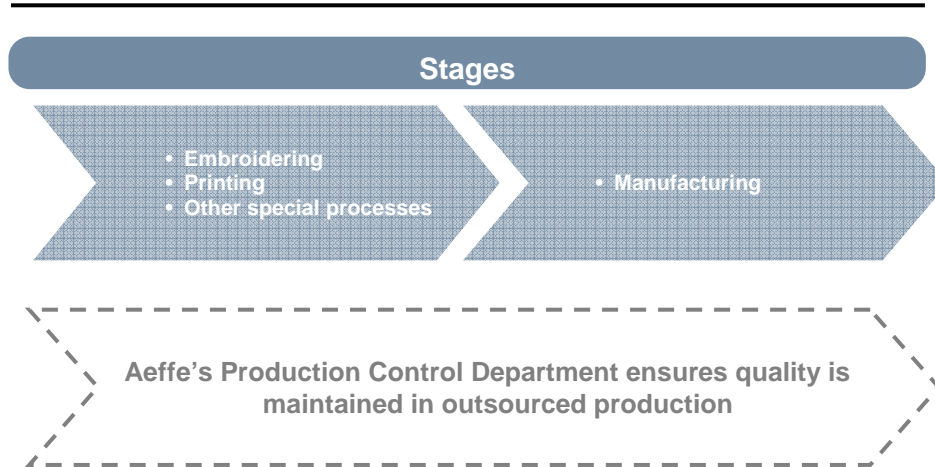 Stages
• Embroidering
• Printing
• Other special processes
• Manufacturing
Aeffe's Production Control Department ensures quality is
maintained in outsourced production